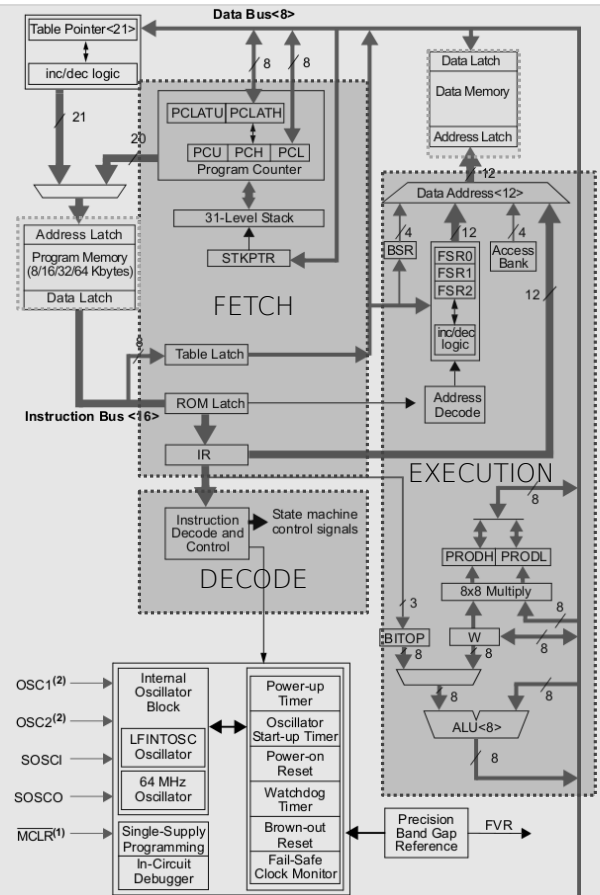 Data Bus<8>
Table Pointer<21>
inc/dec logic
21
20
8
8
PCLATU PCLATH
PCU PCH PCL
Program Counter
31-Level Stack
STKPTR
Data Latch
Data Memory
Address Latch
12
Data Address<12>
4
12
4
BSR
FSR0
FSR1
FSR2
inc/dec
logic
Access
Bank
12
Address Latch
Program Memory
(8/16/32/64 Kbytes)
Data Latch
FETCH
8
Table Latch
ROM Latch
Instruction Bus <16>
IR
Address
Decode
EXECUTION
8
Instruction
Decode and
Control
State machine
control signals
DECODE
PRODH PRODL
8x8 Multiply
3
8
BITOP
W
8
8
8
8
8
ALU<8>
8
OSC1(2)
OSC2(2)
SOSCI
SOSCO
MCLR(1)
Internal
Oscillator
Block
LFINTOSC
Oscillator
64 MHz
Oscillator
Single-Supply
Programming
In-Circuit
Debugger
Power-up
Timer
Oscillator
Start-up Timer
Power-on
Reset
Watchdog
Timer
Brown-out
Reset
Fail-Safe
Clock Monitor
Precision
Band Gap
Reference
FVR